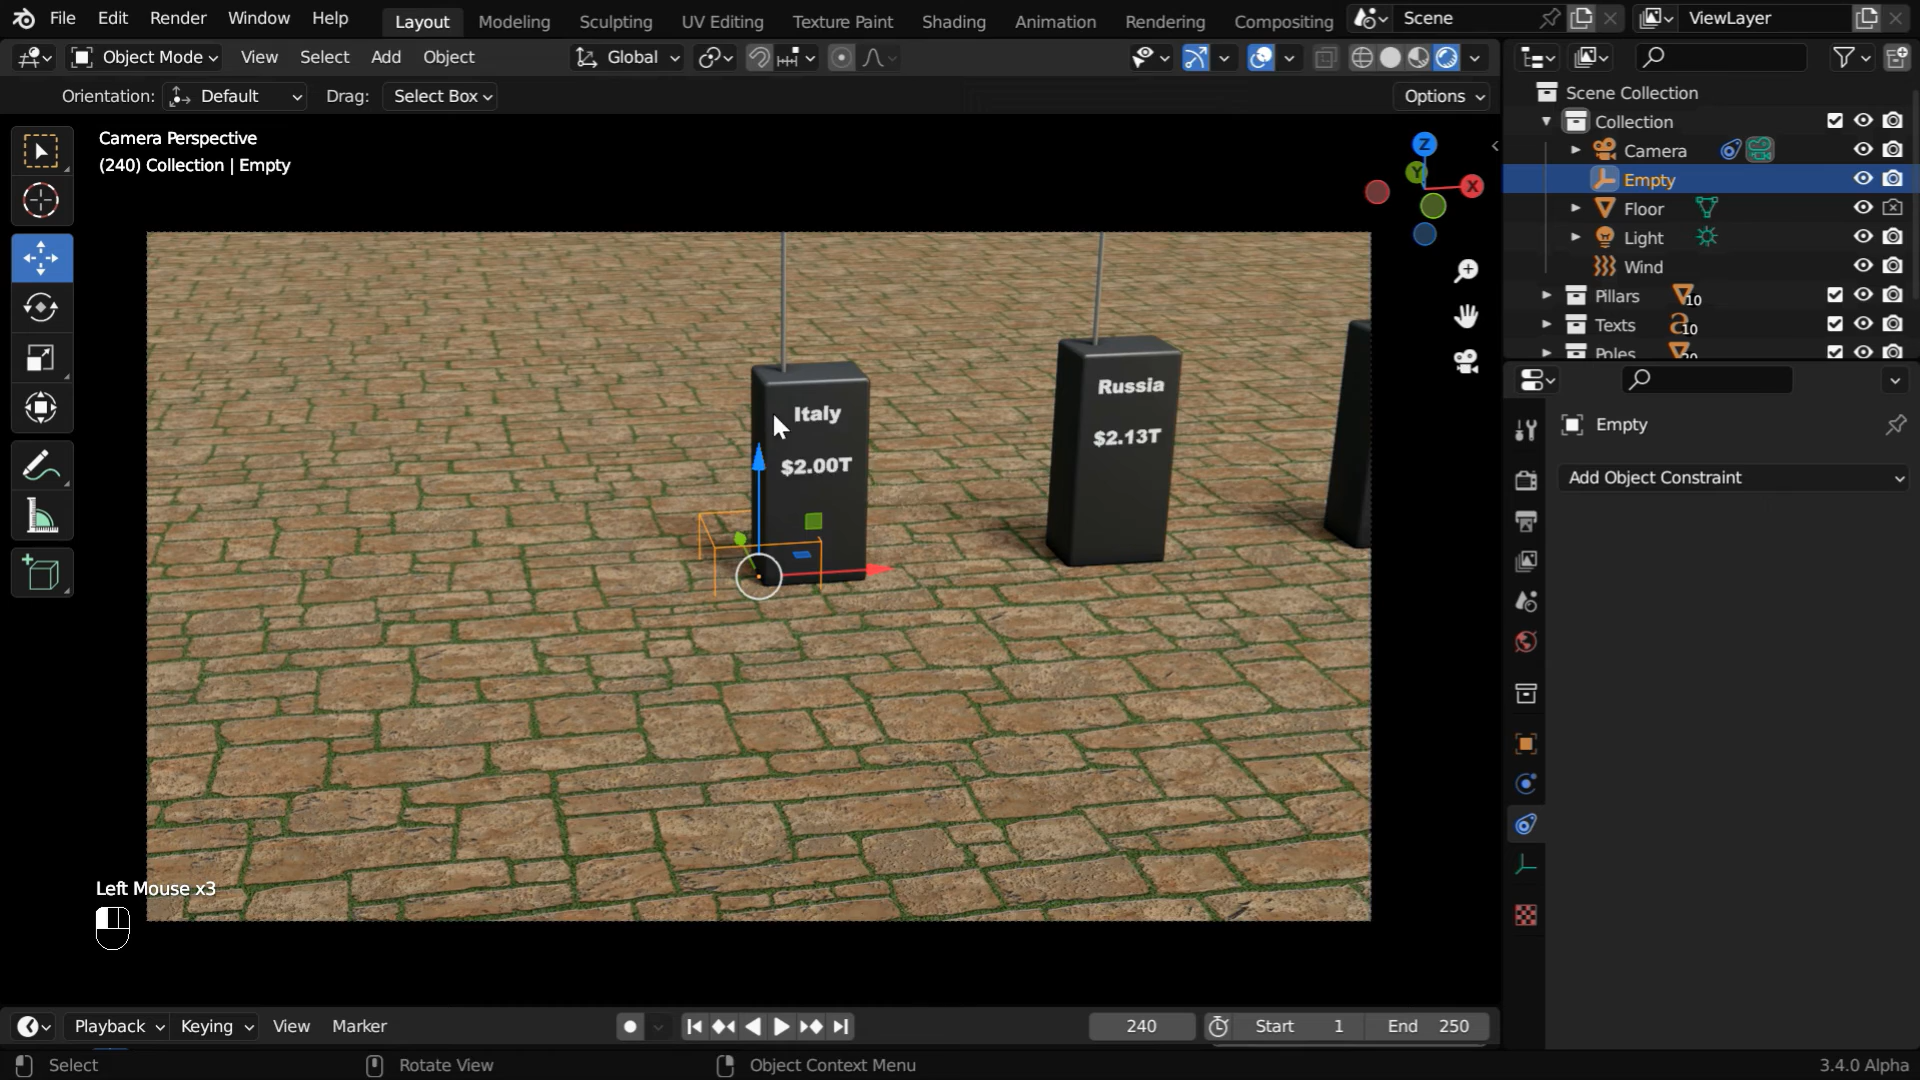 File Edit Render Window Help Layout Modeling Sculpting UV Editing Texture Paint Shading Animation Rendering Compositing Scene ViewLayer
Object Mode View Select Add Object Global
Orientation: Default Drag: Select Box Options
Camera Perspective
(240) Collection | Empty
Z
Y
X
Italy
$2.00T
Russia
$2.13T
Left Mouse x3
Scene Collection
Collection
Camera
Empty
Floor
Light
Wind
Pillars 10
Texts 10
Poles 20
Empty
Add Object Constraint
Playback Keying View Marker 240 Start 1 End 250
Select Rotate View Object Context Menu 3.4.0 Alpha